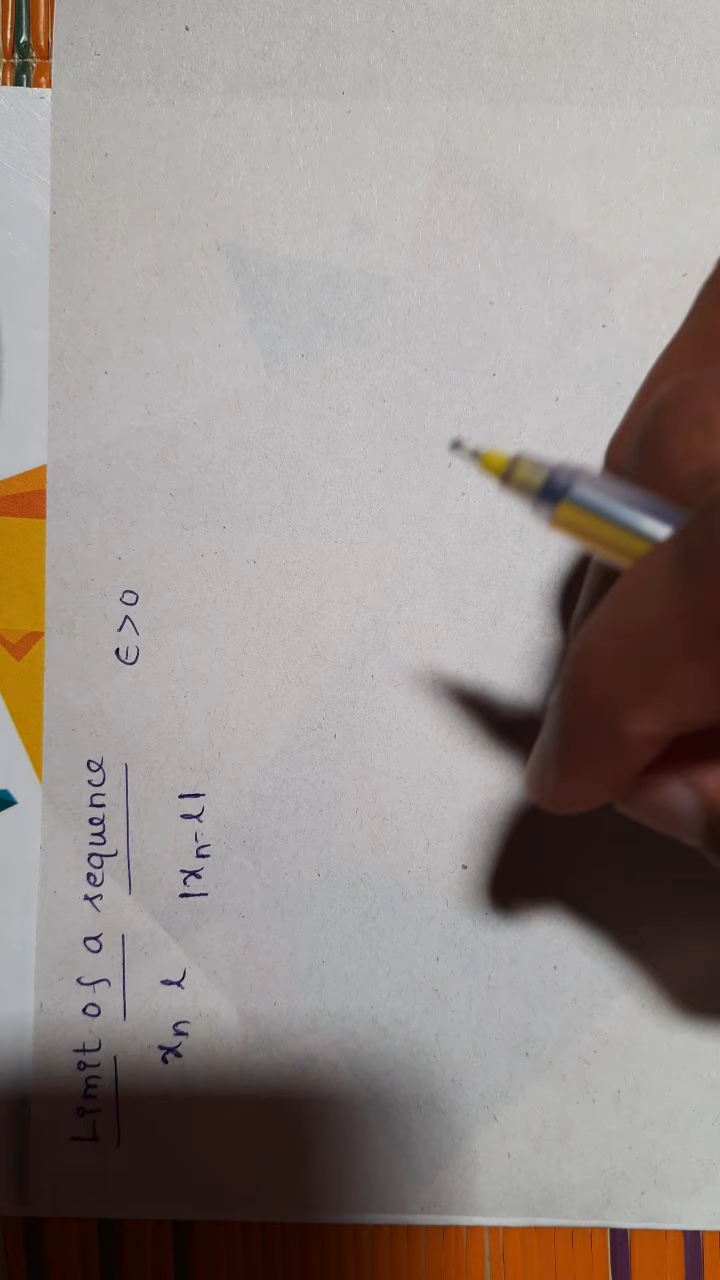 Limit of a sequence
ϵ>0
xn l |xn-l|